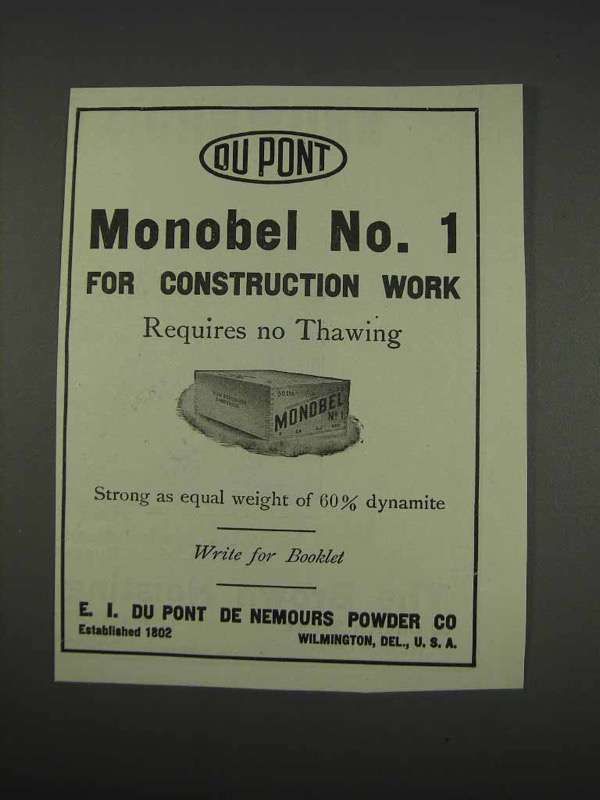 DU PONT
Monobel No. 1
FOR CONSTRUCTION WORK
Requires no Thawing
MONOBEL
No 1
Strong as equal weight of 60% dynamite
Write for Booklet
E. I. DU PONT DE NEMOURS POWDER CO
Established 1802
WILMINGTON, DEL., U. S. A.